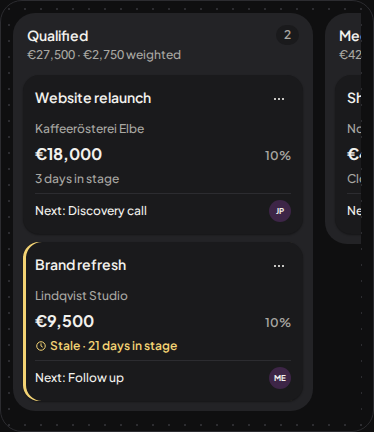 Qualified 2
€27,500 · €2,750 weighted
Website relaunch ...
Kaffeerösterei Elbe
€18,000 10%
3 days in stage
Next: Discovery call JP
Brand refresh ...
Lindqvist Studio
€9,500 10%
Stale · 21 days in stage
Next: Follow up ME
€42
Ne